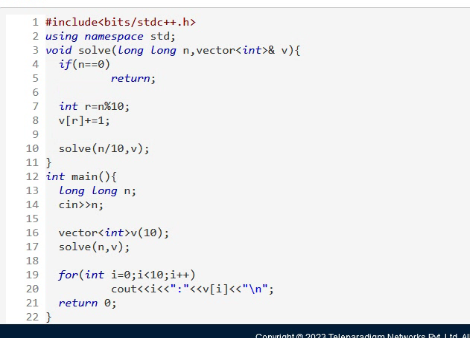 1 #include<bits/stdc++.h>
2 using namespace std;
3 void solve(long long n,vector<int>& v){
4 if(n==0)
5 return;
6
7 int r=n%10;
8 v[r]+=1;
9
10 solve(n/10,v);
11 }
12 int main(){
13 long long n;
14 cin>>n;
15
16 vector<int>v(10);
17 solve(n,v);
18
19 for(int i=0;i<10;i++)
20 cout<<i<<":"<<v[i]<<"\n";
21 return 0;
22 }
Copyright © 2023 Teleparadigm Networks Pvt. Ltd. All